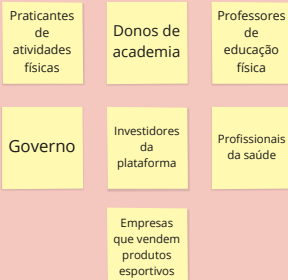 Praticantes
de
atividades
físicas
Donos de
academia
Professores
de
educação
física
Governo
Investidores
da
plataforma
Profissionais
da saúde
Empresas
que vendem
produtos
esportivos